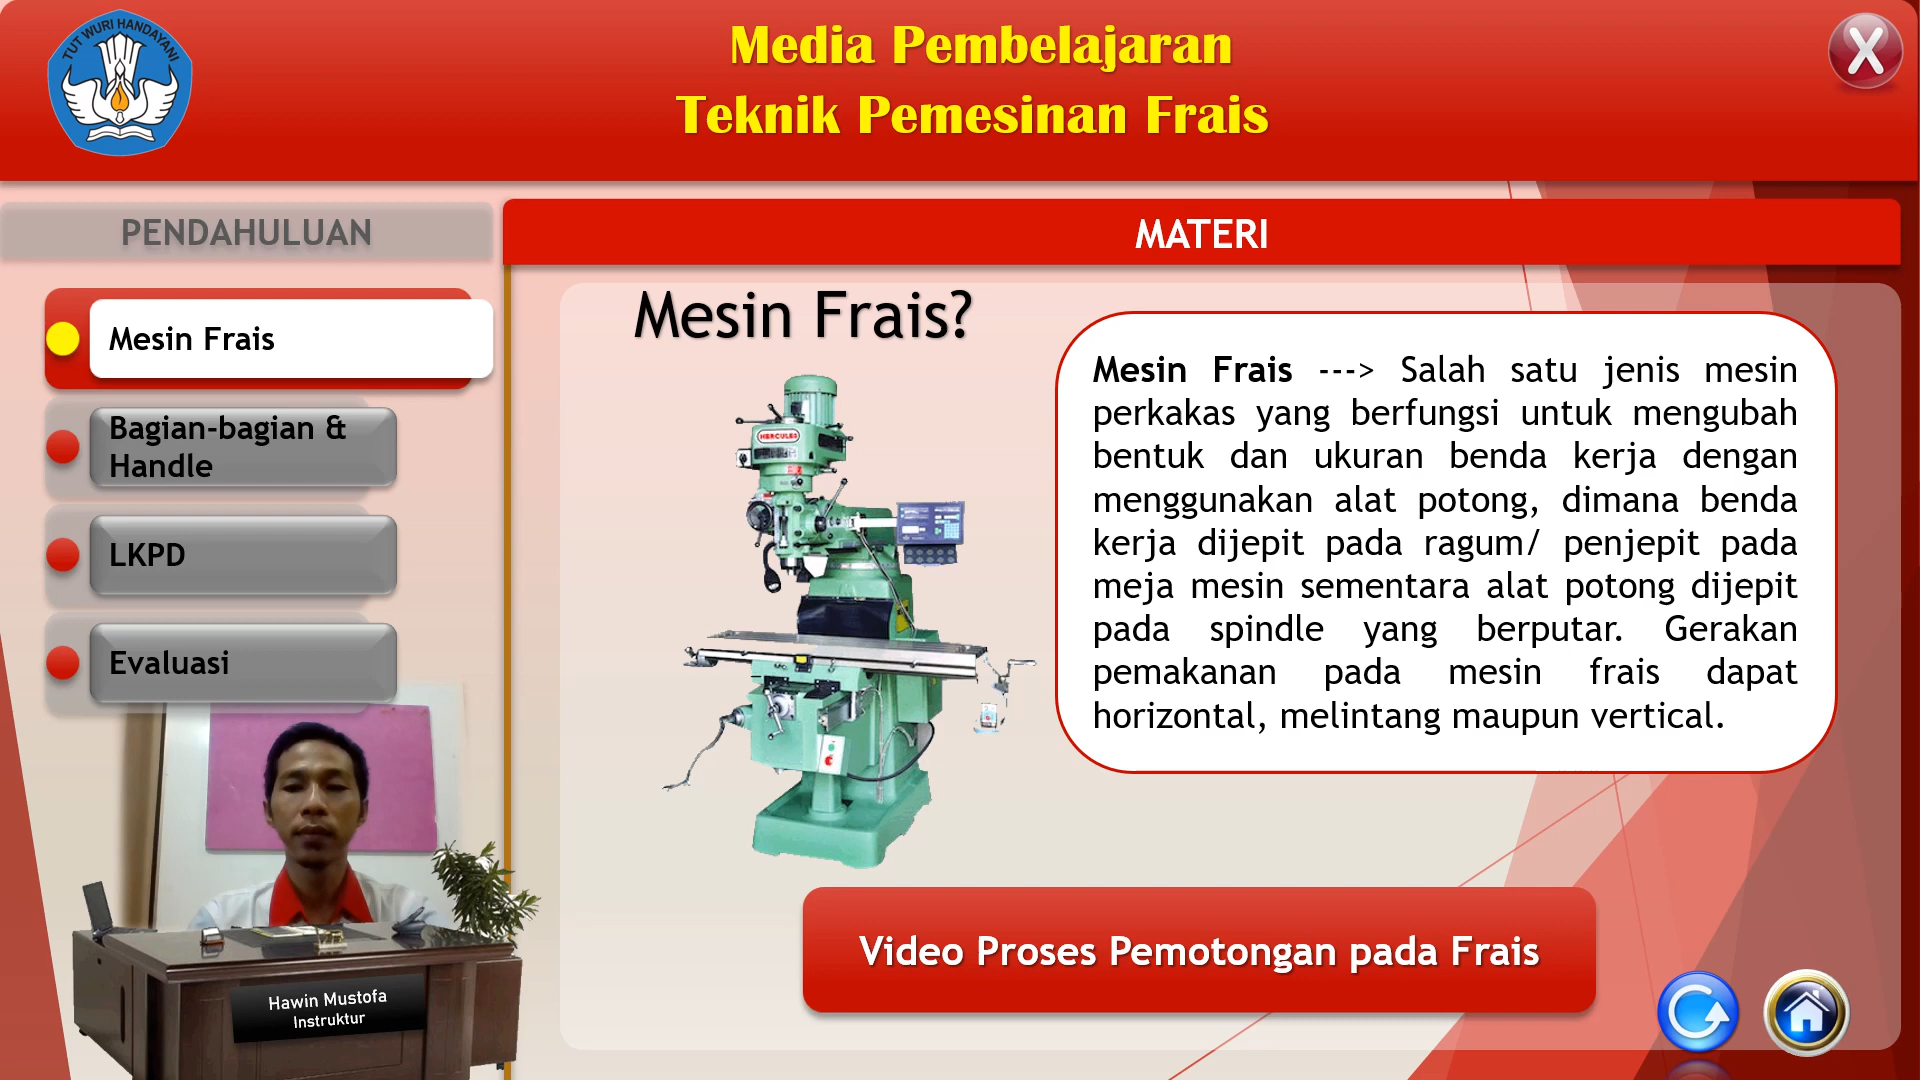 TUT WURI HANDAYANI
Media Pembelajaran
Teknik Pemesinan Frais
X
PENDAHULUAN
MATERI
Mesin Frais
Bagian-bagian &
Handle
LKPD
Evaluasi
Mesin Frais?
HERCULES
Mesin Frais ---> Salah satu jenis mesin
perkakas yang berfungsi untuk mengubah
bentuk dan ukuran benda kerja dengan
menggunakan alat potong, dimana benda
kerja dijepit pada ragum/ penjepit pada
meja mesin sementara alat potong dijepit
pada spindle yang berputar. Gerakan
pemakanan pada mesin frais dapat
horizontal, melintang maupun vertical.
Video Proses Pemotongan pada Frais
Hawin Mustofa
Instruktur